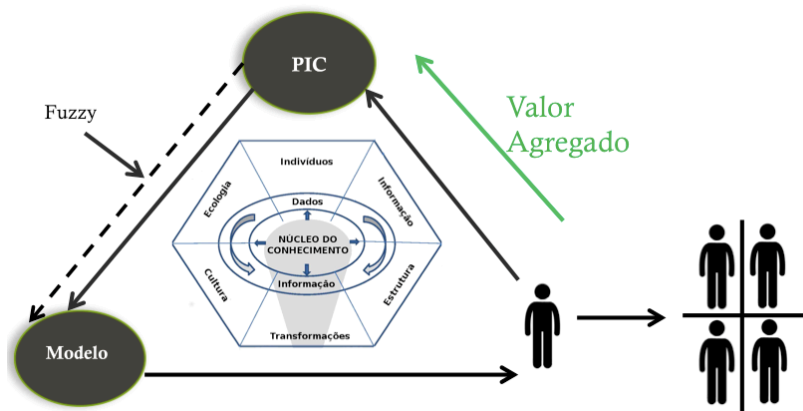 PIC
Fuzzy
Valor
Agregado
Indivíduos
Ecologia
Informação
Dados
NÚCLEO DO
CONHECIMENTO
Informação
Cultura
Estrutura
Transformações
Modelo